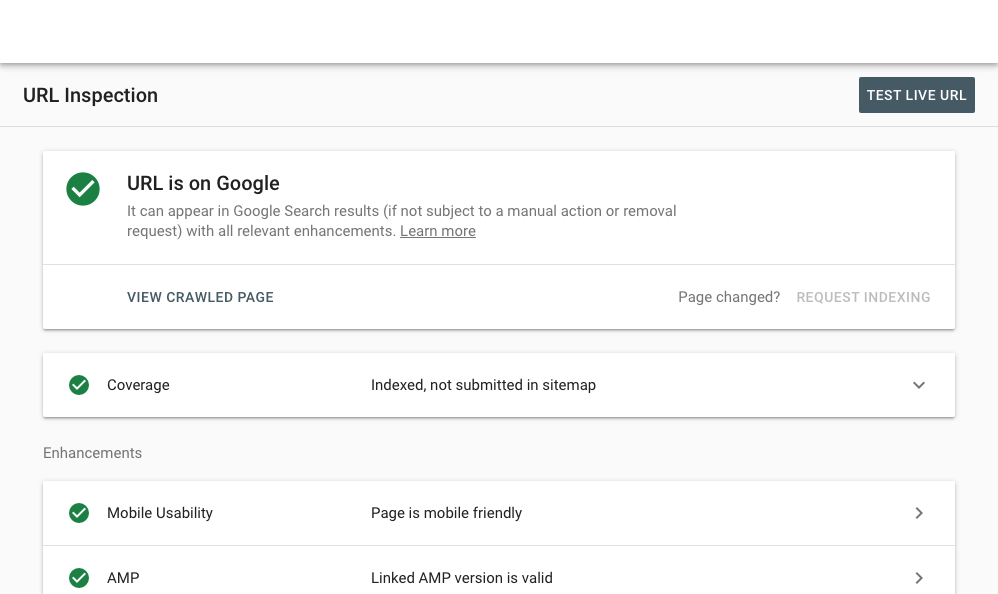 URL Inspection
TEST LIVE URL
URL is on Google
It can appear in Google Search results (if not subject to a manual action or removal
request) with all relevant enhancements. Learn more
VIEW CRAWLED PAGE
Page changed? REQUEST INDEXING
Coverage Indexed, not submitted in sitemap
Enhancements
Mobile Usability Page is mobile friendly
AMP Linked AMP version is valid